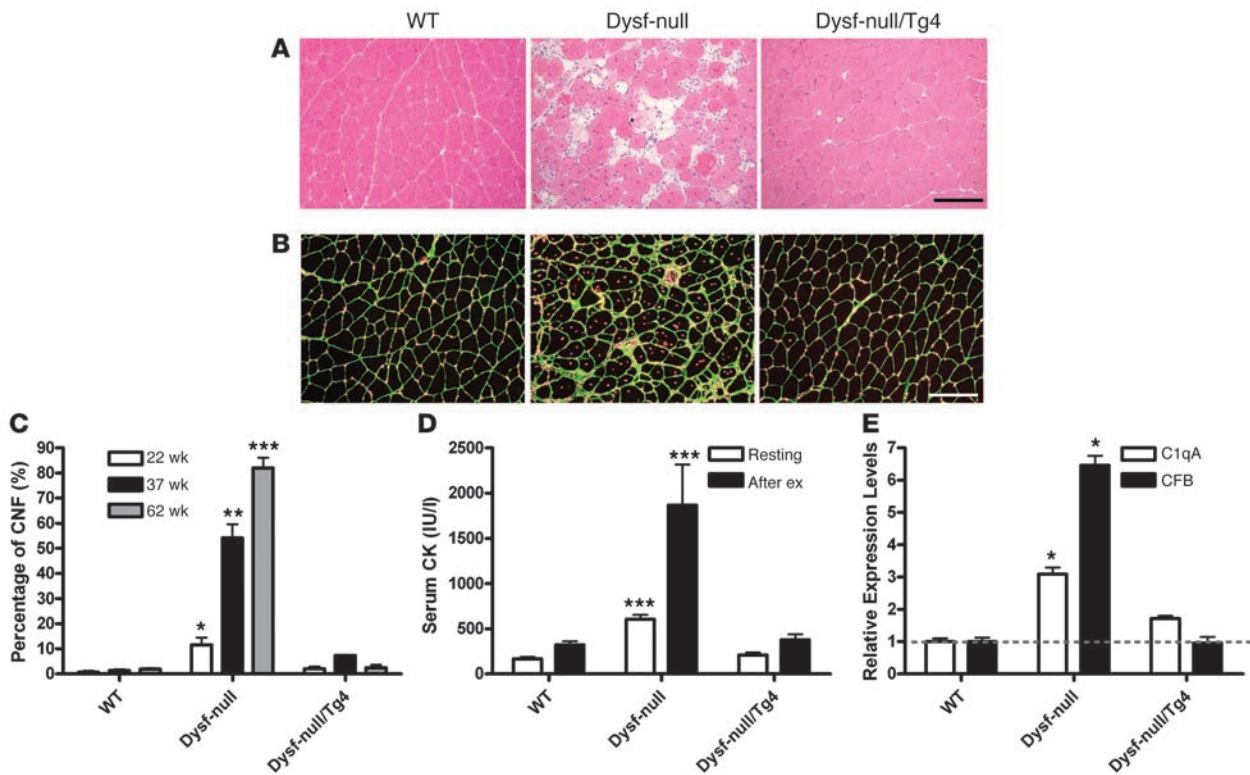 WT Dysf-null Dysf-null/Tg4
A
B
C
Percentage of CNF (%)
90
80
70
60
50
40
30
20
10
0
22 wk
37 wk
62 wk
*
**
***
WT
Dysf-null
Dysf-null/Tg4
D
Serum CK (IU/l)
2500
2000
1500
1000
500
0
Resting
After ex
***
***
WT
Dysf-null
Dysf-null/Tg4
E
Relative Expression Levels
7
6
5
4
3
2
1
0
C1qA
CFB
*
*
WT
Dysf-null
Dysf-null/Tg4